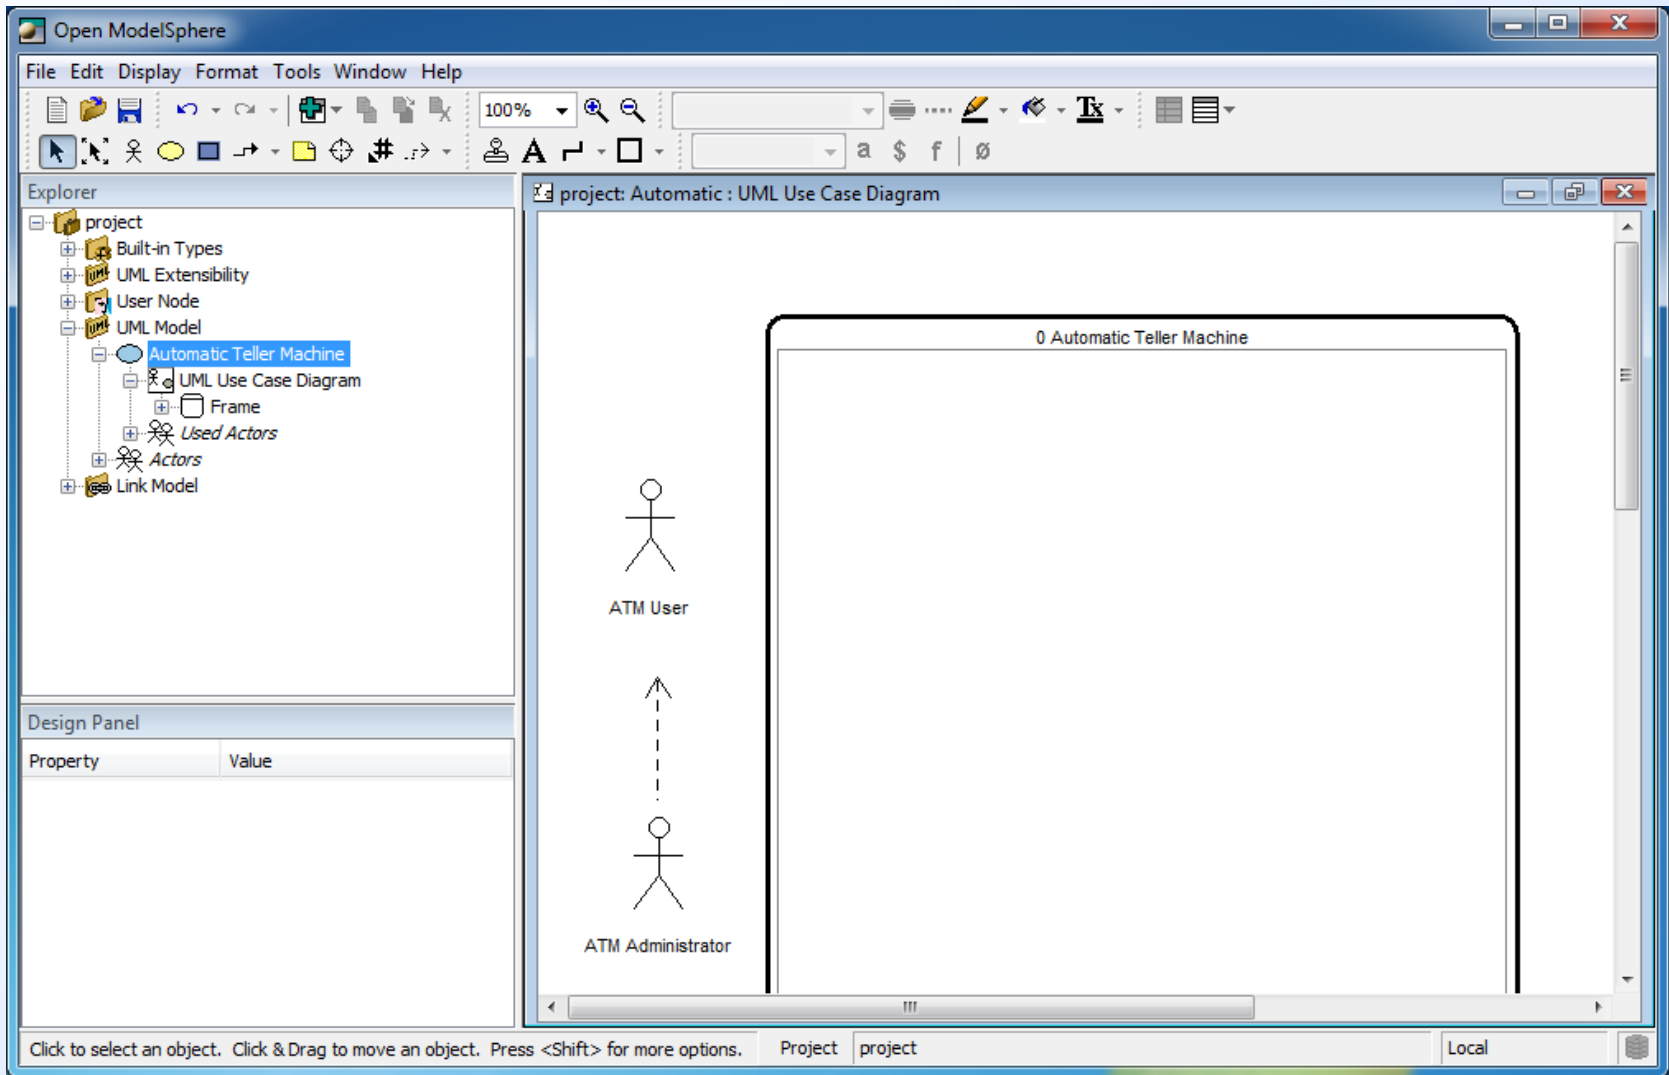 Open ModelSphere
File Edit Display Format Tools Window Help
100%
Tx
A a $ f ø
Explorer
project: Automatic : UML Use Case Diagram
project
Built-in Types
UML Extensibility
User Node
UML Model
Automatic Teller Machine
UML Use Case Diagram
Frame
Used Actors
Actors
Link Model
0 Automatic Teller Machine
ATM User
ATM Administrator
Design Panel
Property Value
Click to select an object. Click & Drag to move an object. Press <Shift> for more options. Project project Local